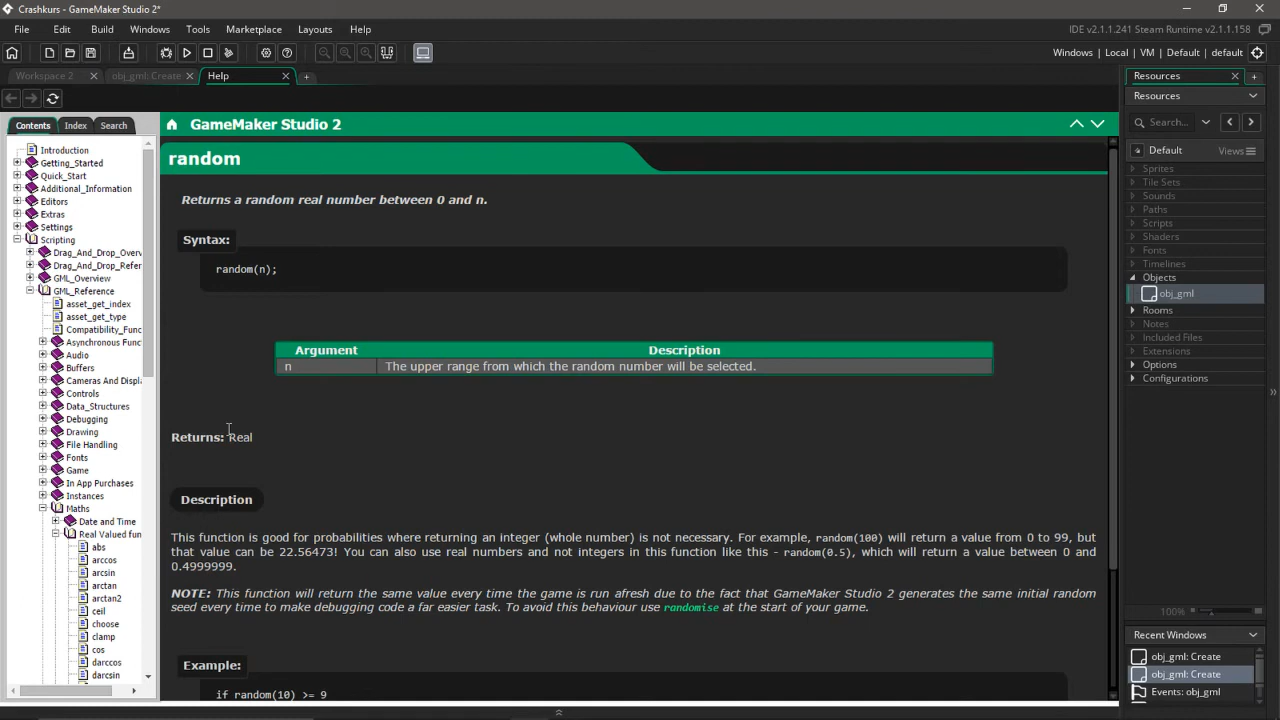 Crashkurs - GameMaker Studio 2*
File Edit Build Windows Tools Marketplace Layouts Help
IDE v2.1.1.241 Steam Runtime v2.1.1.158
Windows | Local | VM | Default | default
Workspace 2
obj_gml: Create
Help
Resources
Resources
Search...
Default
Views
Sprites
Tile Sets
Sounds
Paths
Scripts
Shaders
Fonts
Timelines
Objects
obj_gml
Rooms
Notes
Included Files
Extensions
Options
Configurations
100%
Recent Windows
obj_gml: Create
obj_gml: Create
Events: obj_gml
Contents Index Search
Introduction
Getting_Started
Quick_Start
Additional_Information
Editors
Extras
Settings
Scripting
Drag_And_Drop_Overv
Drag_And_Drop_Refer
GML_Overview
GML_Reference
asset_get_index
asset_get_type
Compatibility_Func
Asynchronous Func
Audio
Buffers
Cameras And Displa
Controls
Data_Structures
Debugging
Drawing
File Handling
Fonts
Game
In App Purchases
Instances
Maths
Date and Time
Real Valued fun
abs
arccos
arcsin
arctan
arctan2
ceil
choose
clamp
cos
darccos
darcsin
GameMaker Studio 2
random
Returns a random real number between 0 and n.
Syntax:
random(n);
Argument Description
n The upper range from which the random number will be selected.
Returns: Real
Description
This function is good for probabilities where returning an integer (whole number) is not necessary. For example, random(100) will return a value from 0 to 99, but
that value can be 22.56473! You can also use real numbers and not integers in this function like this - random(0.5), which will return a value between 0 and
0.4999999.
NOTE: This function will return the same value every time the game is run afresh due to the fact that GameMaker Studio 2 generates the same initial random
seed every time to make debugging code a far easier task. To avoid this behaviour use randomise at the start of your game.
Example:
if random(10) >= 9